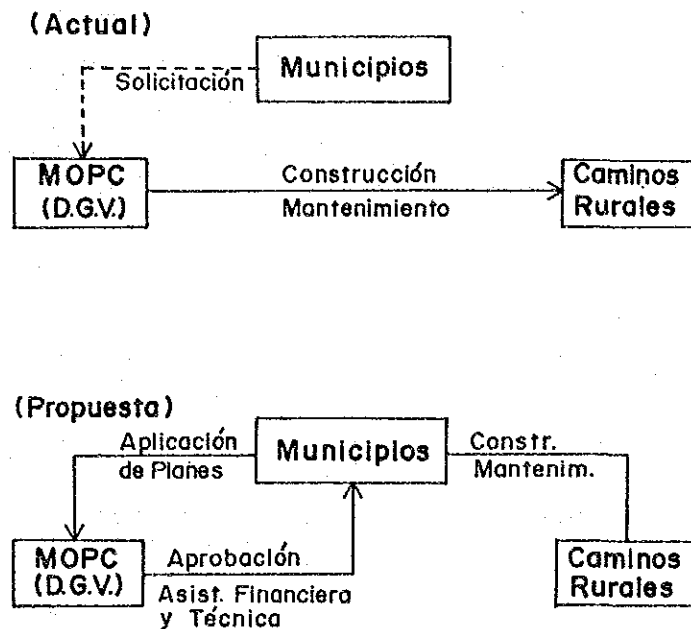 (Actual)
Municipios
Solicitación
MOPC
(D.G.V.)
Construcción
Mantenimiento
Caminos
Rurales
(Propuesta)
Aplicación
de Planes
Municipios
Constr.
Mantenim.
MOPC
(D.G.V.)
Aprobación
Asist. Financiera
y Técnica
Caminos
Rurales